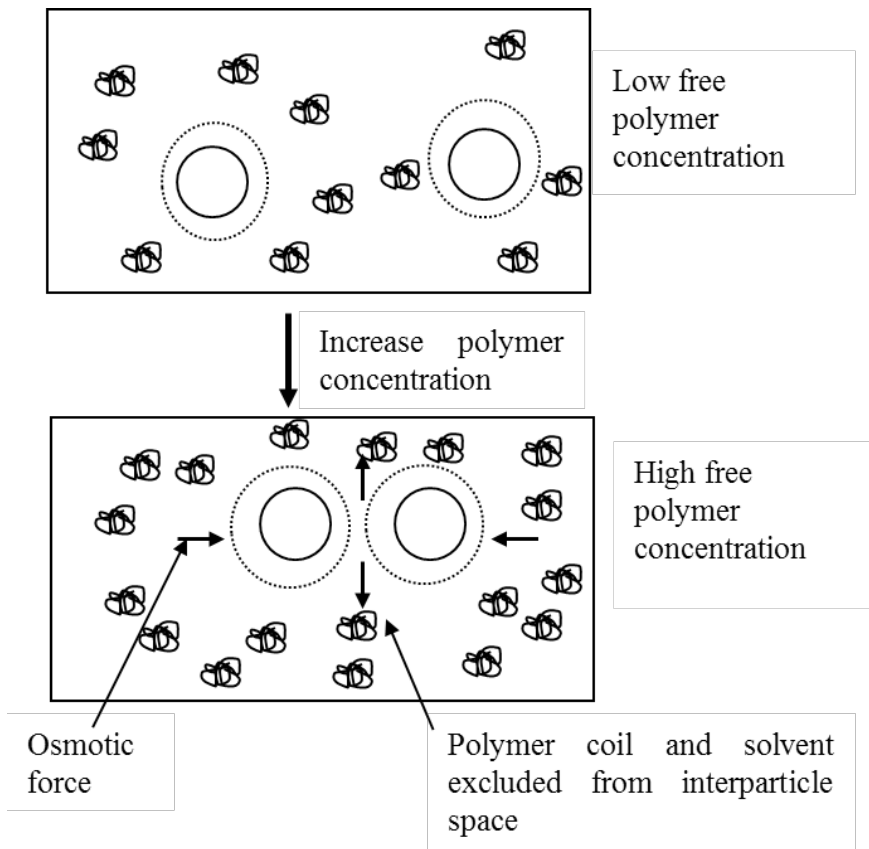 Low free
polymer
concentration
Increase polymer
concentration
High free
polymer
concentration
Osmotic
force
Polymer coil and solvent
excluded from interparticle
space